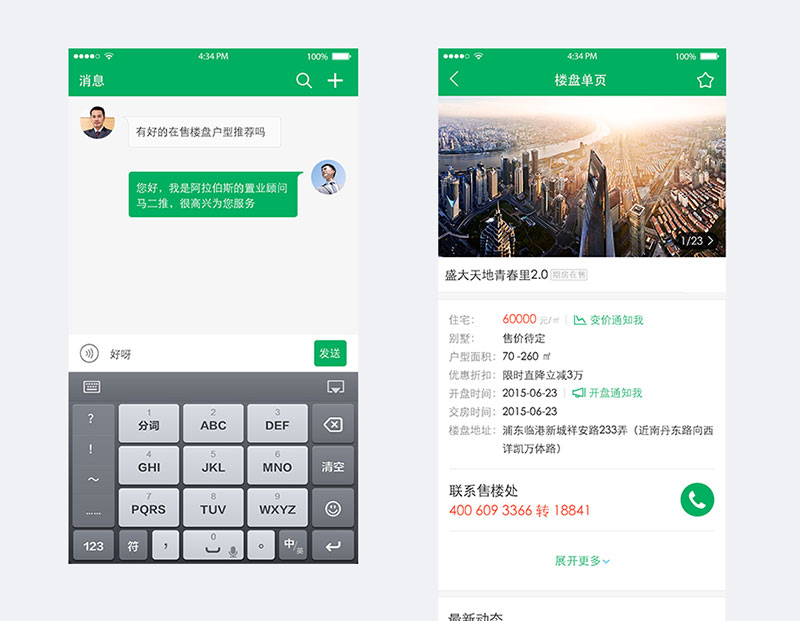 4:34 PM 100%
消息
有好的在售楼盘户型推荐吗
您好，我是阿拉伯斯的置业顾问
马二推，很高兴为您服务
好呀 发送
? 1 分词 2 ABC 3 DEF
! 4 GHI 5 JKL 6 MNO 清空
～ 7 PQRS 8 TUV 9 WXYZ
……
123 符 ， 0 。 中/英
4:34 PM 100%
楼盘单页
1/23
盛大天地青春里2.0 期房在售
住宅： 60000 元/㎡ 变价通知我
别墅： 售价待定
户型面积： 70 -260 ㎡
优惠折扣： 限时直降立减3万
开盘时间： 2015-06-23 开盘通知我
交房时间： 2015-06-23
楼盘地址： 浦东临港新城祥安路233弄（近南丹东路向西
详凯万体路）
联系售楼处
400 609 3366 转 18841
展开更多
最新动态